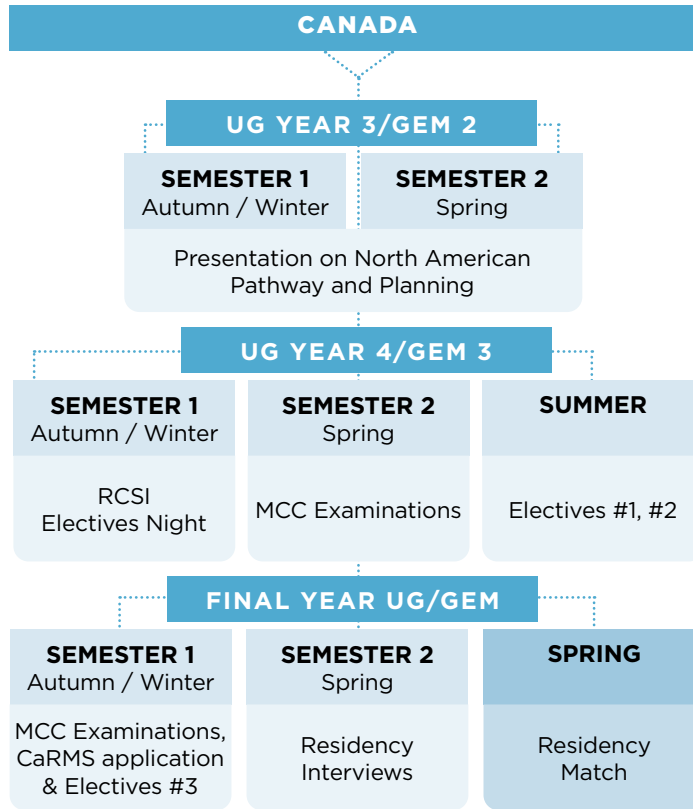 CANADA
UG YEAR 3/GEM 2
SEMESTER 1
Autumn / Winter
SEMESTER 2
Spring
Presentation on North American
Pathway and Planning
UG YEAR 4/GEM 3
SEMESTER 1
Autumn / Winter
RCSI
Electives Night
SEMESTER 2
Spring
MCC Examinations
SUMMER
Electives #1, #2
FINAL YEAR UG/GEM
SEMESTER 1
Autumn / Winter
MCC Examinations,
CaRMS application
& Electives #3
SEMESTER 2
Spring
Residency
Interviews
SPRING
Residency
Match